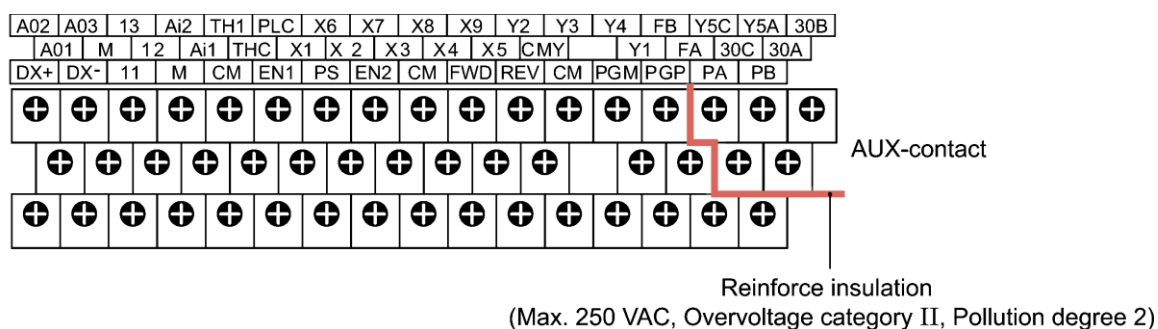 A02 A03 13 Ai2 TH1 PLC X6 X7 X8 X9 Y2 Y3 Y4 FB Y5C Y5A 30B
A01 M 12 Ai1 THC X1 X 2 X3 X4 X5 CMY Y1 FA 30C 30A
DX+ DX- 11 M CM EN1 PS EN2 CM FWD REV CM PGM PGP PA PB
AUX-contact
Reinforce insulation
(Max. 250 VAC, Overvoltage category II, Pollution degree 2)